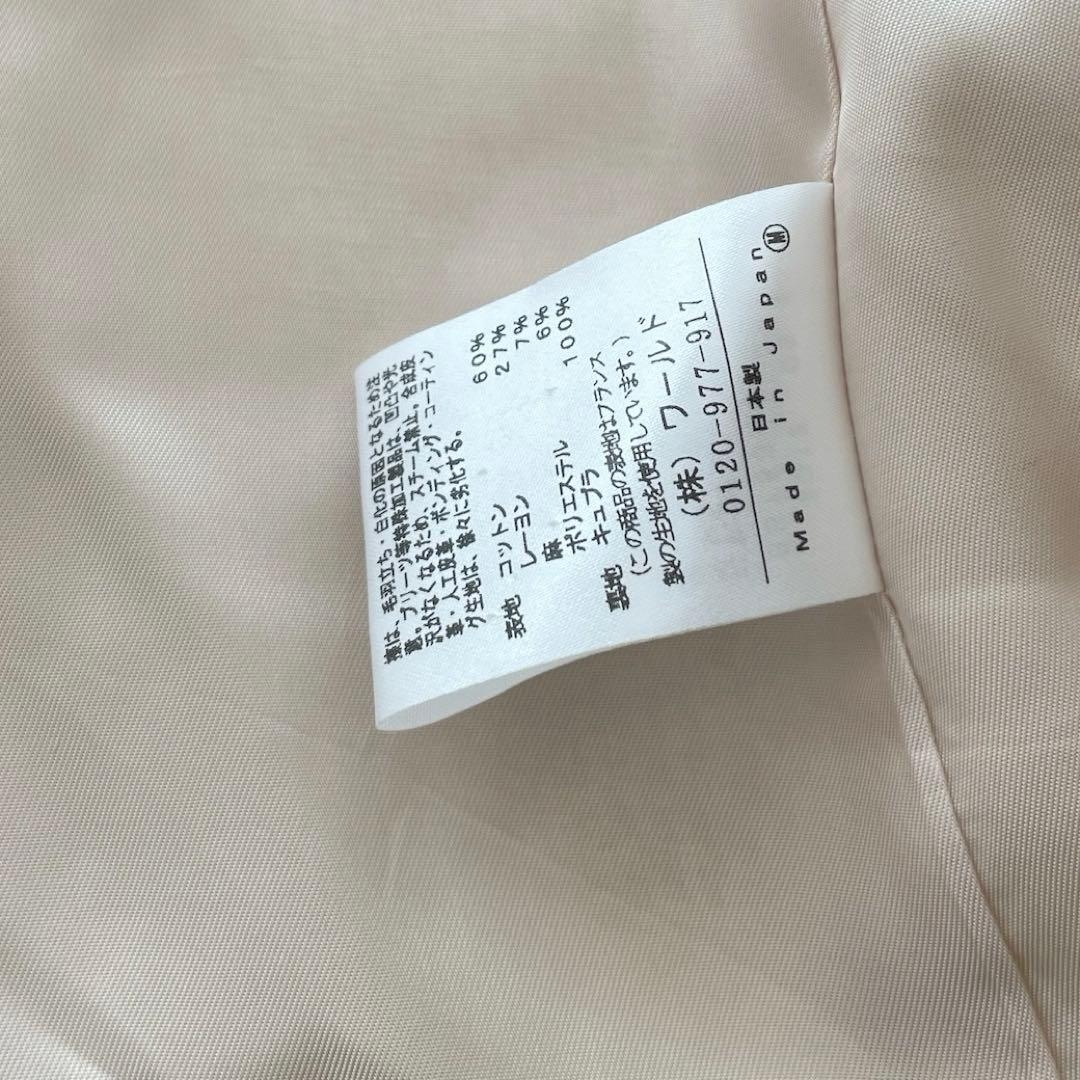 擦は、毛羽立ち・白化の原因となるため注
意。プリーツ等特殊加工製品は、凹凸や光
沢がなくなるため、スチーム禁止。合成皮
革・人工皮革・ボンディング・コーティン
グ生地は、徐々に劣化する。
表地 コットン 60%
レーヨン 27%
麻 7%
ポリエステル 6%
裏地 キュプラ 100%
(この商品の表地はフランス
製の生地を使用しています。)
(株) ワールド
0120-977-917
日本製 M
Made in Japan